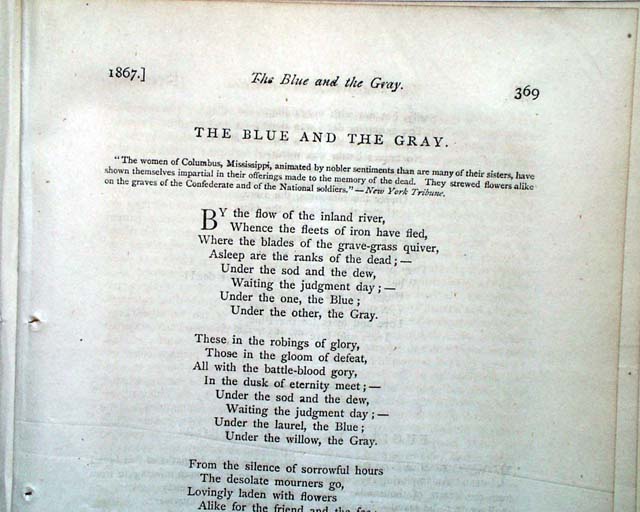 1867.] The Blue and the Gray. 369
THE BLUE AND THE GRAY.
"The women of Columbus, Mississippi, animated by nobler sentiments than are many of their sisters, have
shown themselves impartial in their offerings made to the memory of the dead. They strewed flowers alike
on the graves of the Confederate and of the National soldiers." — New York Tribune.
BY the flow of the inland river,
Whence the fleets of iron have fled,
Where the blades of the grave-grass quiver,
Asleep are the ranks of the dead; —
Under the sod and the dew,
Waiting the judgment day; —
Under the one, the Blue;
Under the other, the Gray.
These in the robings of glory,
Those in the gloom of defeat,
All with the battle-blood gory,
In the dusk of eternity meet; —
Under the sod and the dew,
Waiting the judgment day; —
Under the laurel, the Blue;
Under the willow, the Gray.
From the silence of sorrowful hours
The desolate mourners go,
Lovingly laden with flowers
Alike for the friend and the